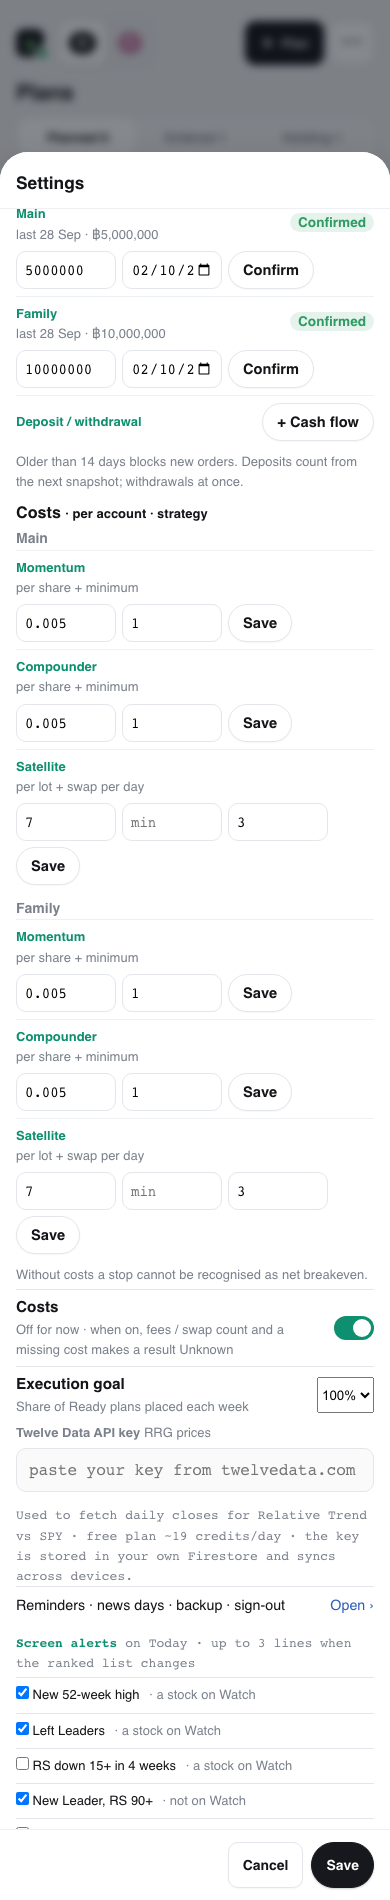 Plans
Settings
Main
last 28 Sep · ฿5,000,000
Confirmed
5000000
02/10/2
Confirm
Family
last 28 Sep · ฿10,000,000
Confirmed
10000000
02/10/2
Confirm
Deposit / withdrawal
+ Cash flow
Older than 14 days blocks new orders. Deposits count from
the next snapshot; withdrawals at once.
Costs · per account · strategy
Main
Momentum
per share + minimum
0.005
1
Save
Compounder
per share + minimum
0.005
1
Save
Satellite
per lot + swap per day
7
min
3
Save
Family
Momentum
per share + minimum
0.005
1
Save
Compounder
per share + minimum
0.005
1
Save
Satellite
per lot + swap per day
7
min
3
Save
Without costs a stop cannot be recognised as net breakeven.
Costs
Off for now · when on, fees / swap count and a
missing cost makes a result Unknown
Execution goal
Share of Ready plans placed each week
100%
Twelve Data API key RRG prices
paste your key from twelvedata.com
Used to fetch daily closes for Relative Trend
vs SPY · free plan ~19 credits/day · the key
is stored in your own Firestore and syncs
across devices.
Reminders · news days · backup · sign-out
Open ›
Screen alerts on Today · up to 3 lines when
the ranked list changes
New 52-week high · a stock on Watch
Left Leaders · a stock on Watch
RS down 15+ in 4 weeks · a stock on Watch
New Leader, RS 90+ · not on Watch
Cancel
Save